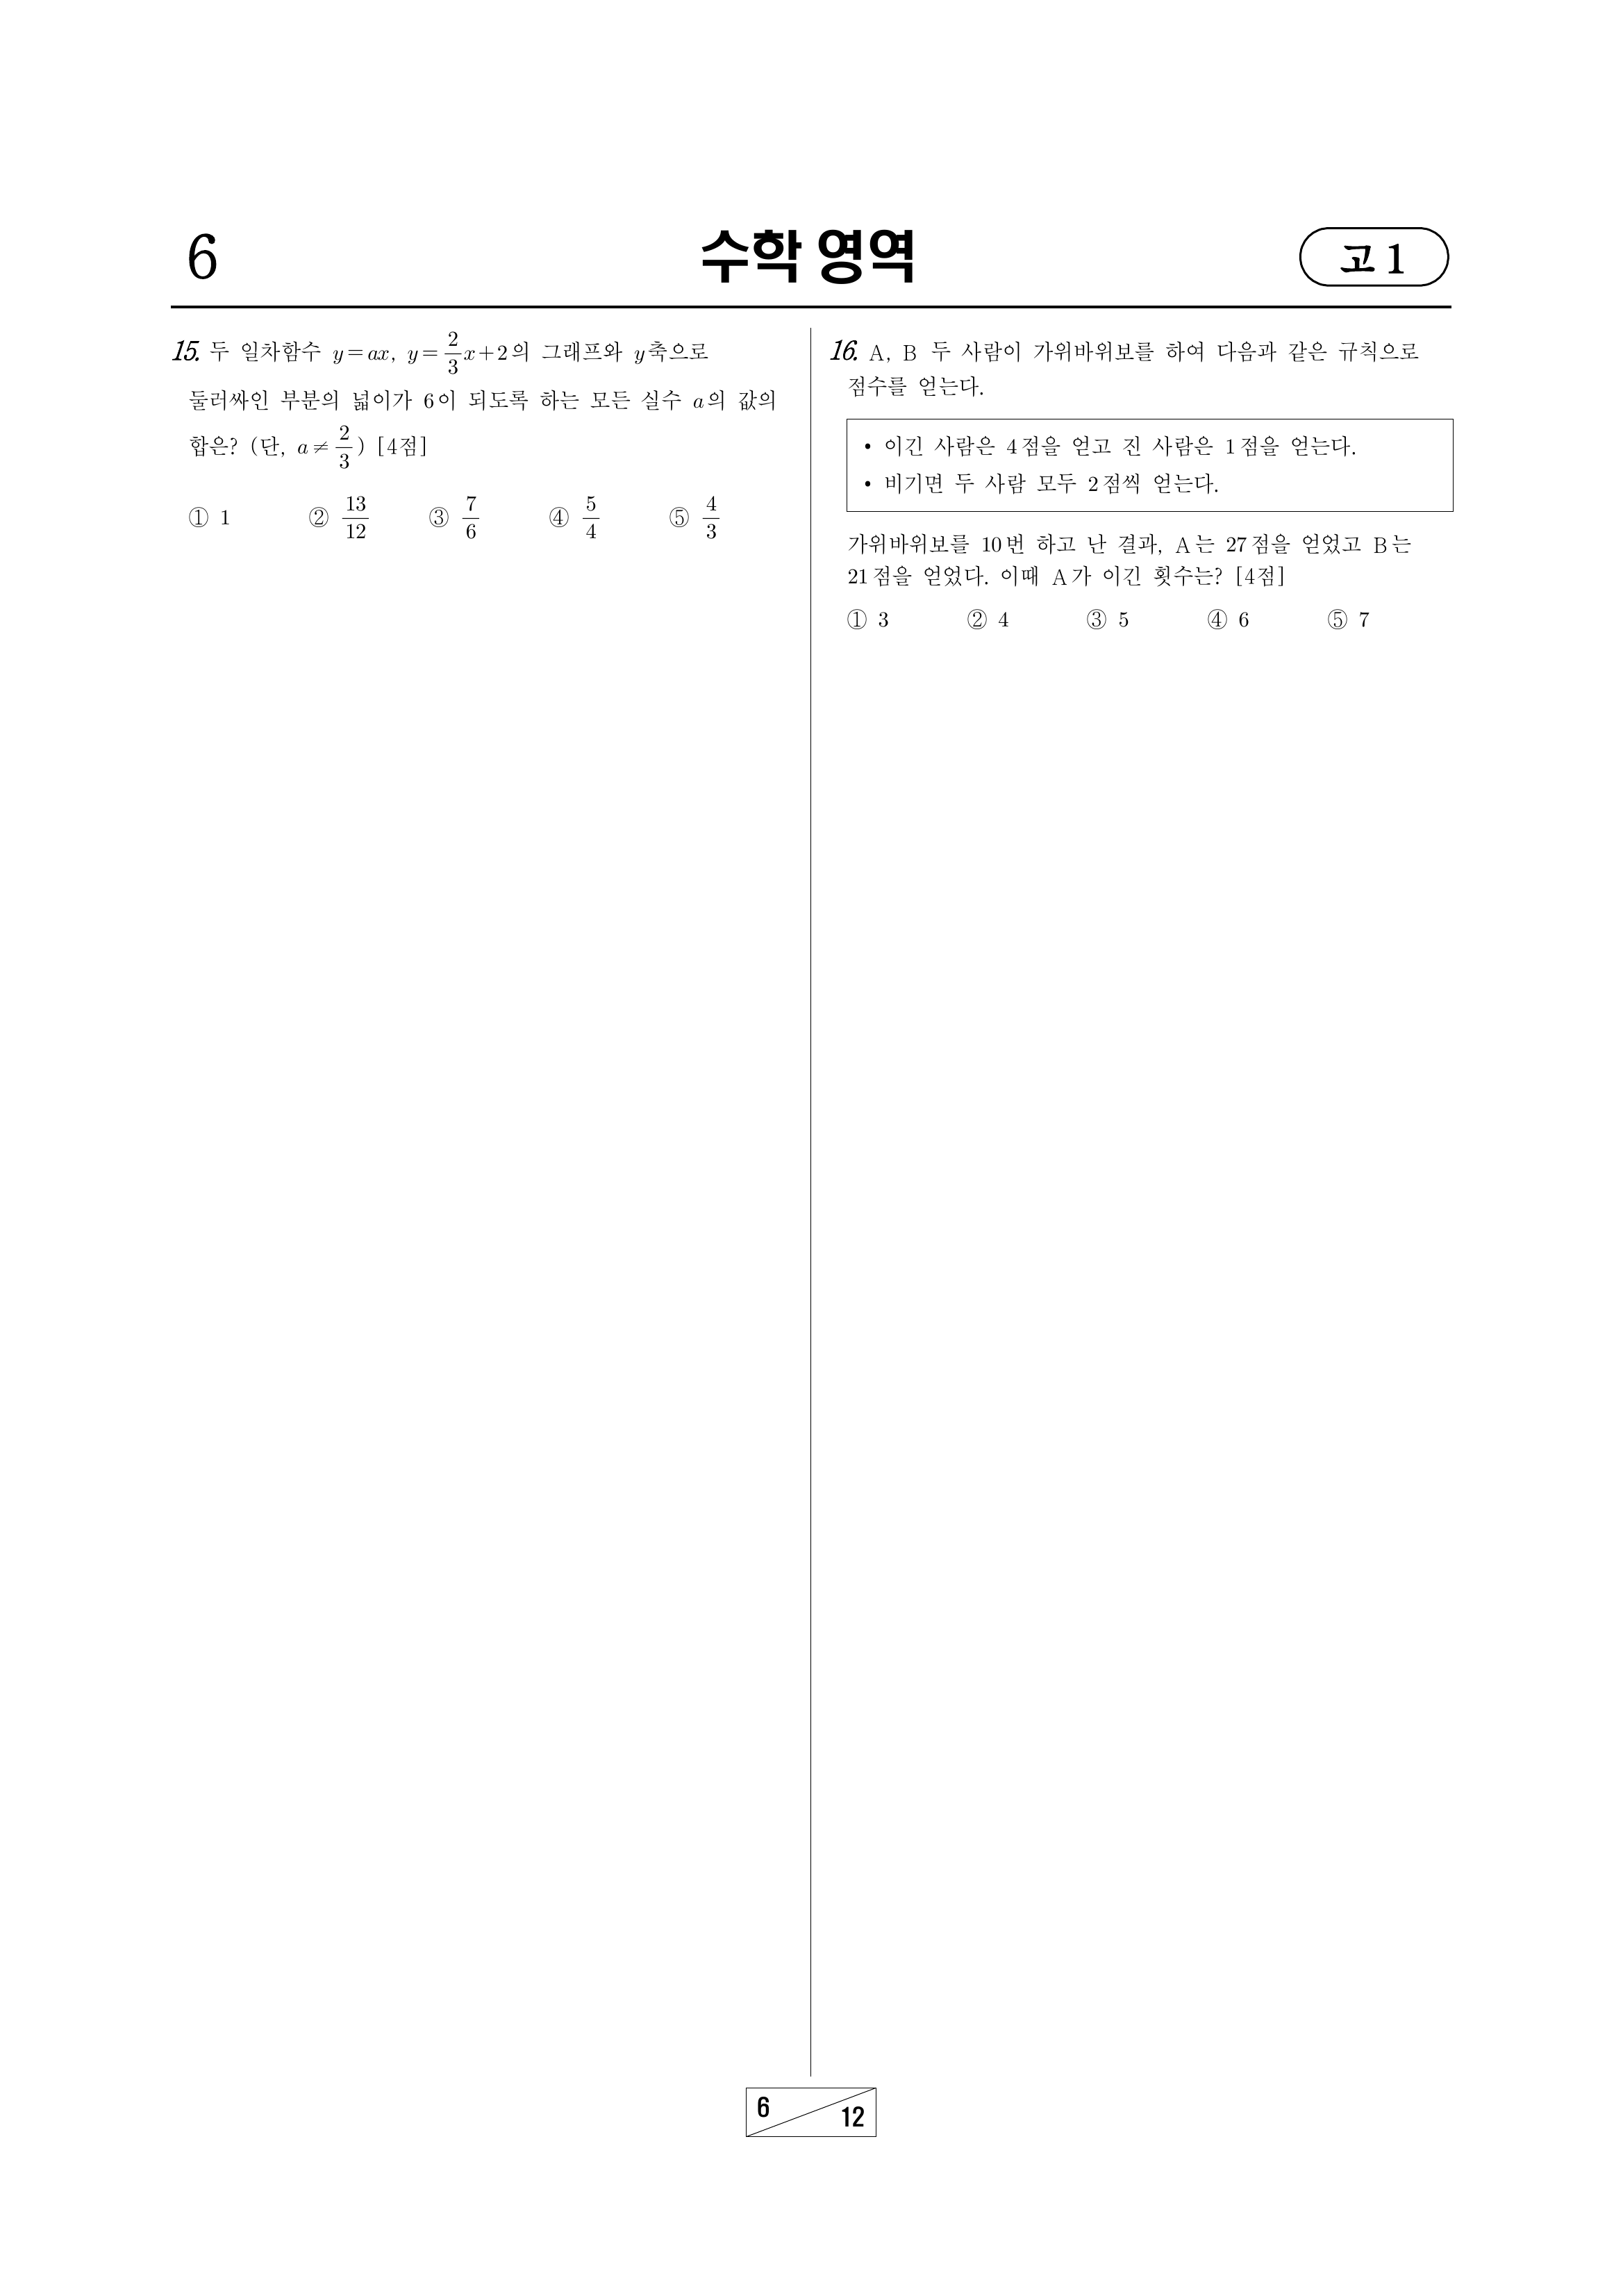 6
수학 영역
고 1
15. 두 일차함수 y=ax, y=\frac{2}{3}x+2의 그래프와 y축으로
둘러싸인 부분의 넓이가 6이 되도록 하는 모든 실수 a의 값의
합은? (단, a≠\frac{2}{3}) [4점]
① 1 ② \frac{13}{12} ③ \frac{7}{6} ④ \frac{5}{4} ⑤ \frac{4}{3}
16. A, B 두 사람이 가위바위보를 하여 다음과 같은 규칙으로
점수를 얻는다.
• 이긴 사람은 4점을 얻고 진 사람은 1점을 얻는다.
• 비기면 두 사람 모두 2점씩 얻는다.
가위바위보를 10번 하고 난 결과, A는 27점을 얻었고 B는
21점을 얻었다. 이때 A가 이긴 횟수는? [4점]
① 3 ② 4 ③ 5 ④ 6 ⑤ 7
6
12